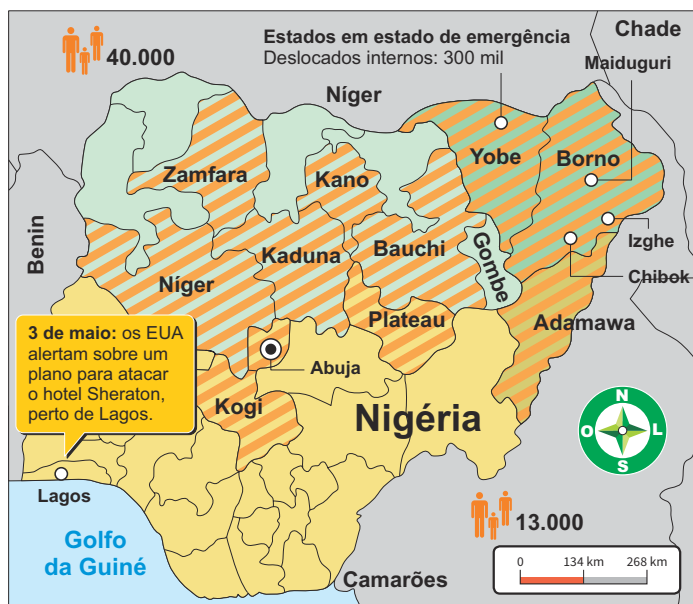 40.000
Estados em estado de emergência
Deslocados internos: 300 mil
Chade
Maiduguri
Níger
Yobe
Borno
Zamfara
Kano
Benin
Kaduna
Bauchi
Gombe
Izghe
Chibok
Níger
Plateau
Adamawa
3 de maio: os EUA
alertam sobre um
plano para atacar
o hotel Sheraton,
perto de Lagos.
Abuja
Kogi
Nigéria
N
O
L
S
Lagos
13.000
Golfo
da Guiné
Camarões
0 134 km 268 km